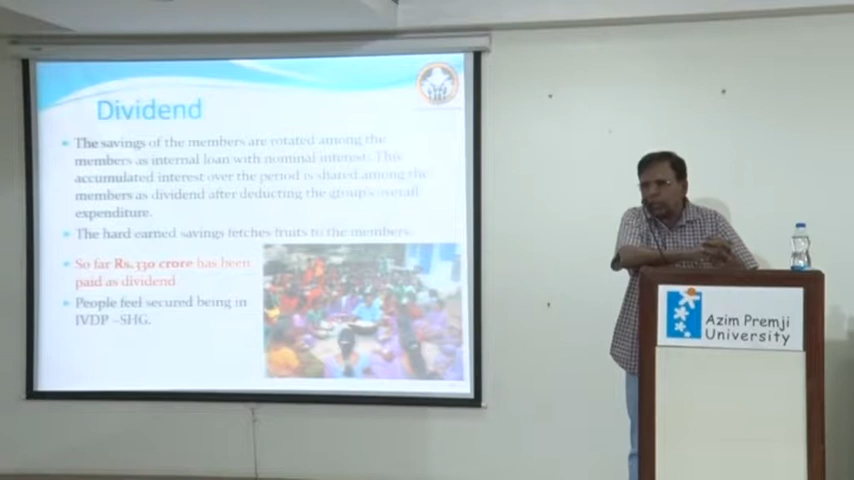 Dividend
The savings of the members are rotated among the
members as internal loan with nominal interest. This
accumulated interest over the period is shared among the
members as dividend after deducting the group's overall
expenditure.
The hard earned savings fetches fruits to the members.
So far Rs.330 crore has been
paid as dividend
People feel secured being in
IVDP –SHG.
Azim Premji
University